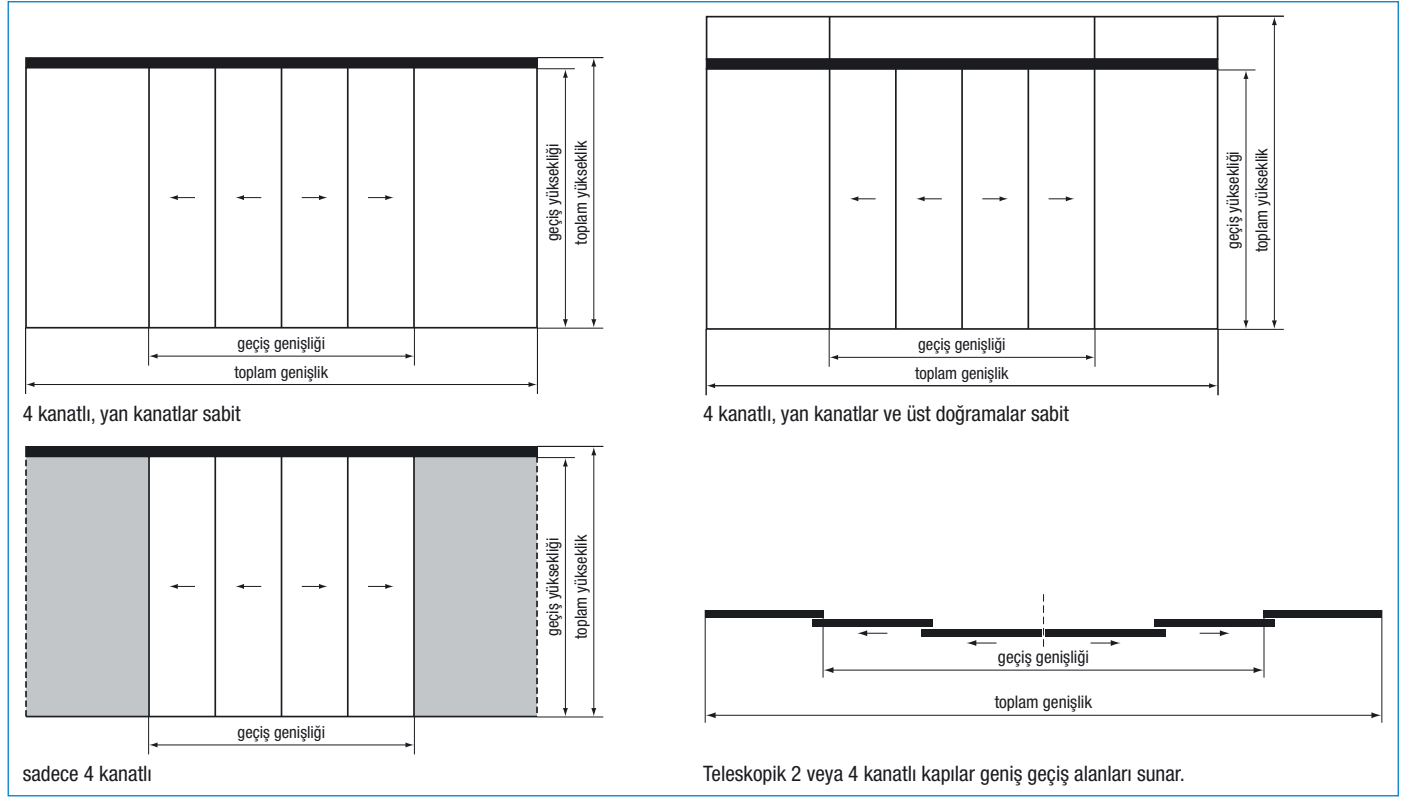 geçiş yüksekliği
toplam yükseklik
geçiş genişliği
toplam genişlik
4 kanatlı, yan kanatlar sabit
geçiş yüksekliği
toplam yükseklik
geçiş genişliği
toplam genişlik
4 kanatlı, yan kanatlar ve üst doğramalar sabit
geçiş yüksekliği
toplam yükseklik
geçiş genişliği
sadece 4 kanatlı
geçiş genişliği
toplam genişlik
Teleskopik 2 veya 4 kanatlı kapılar geniş geçiş alanları sunar.